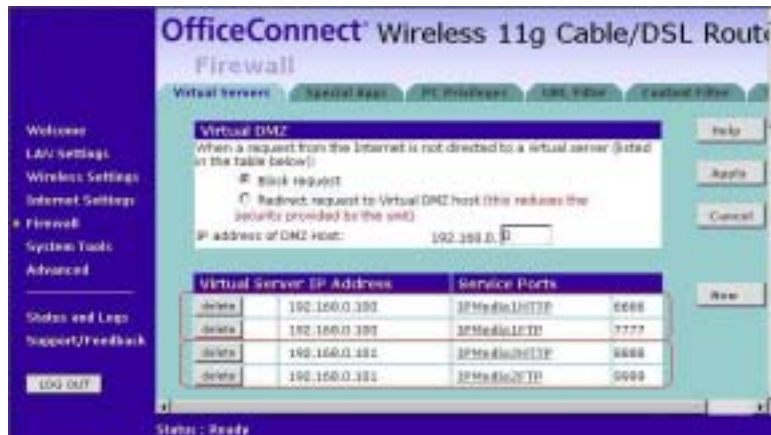 OfficeConnect Wireless 11g Cable/DSL Route
Firewall
Virtual Servers Special Apps PC Privileges URL Filter Content Filter
Welcome
LAN Settings
Wireless Settings
Internet Settings
Firewall
System Tools
Advanced
Status and Logs
Support/Feedback
LOG OUT
Virtual DMZ
When a request from the Internet is not directed to a virtual server (listed
in the table below):
Block request
Redirect request to Virtual DMZ host (this reduces the
security provided by the unit)
IP address of DMZ Host: 192.168.0. 0
Help
Apply
Cancel
New
Virtual Server IP Address Service Ports
delete 192.168.0.100 IPMedia1HTTP 6666
delete 192.168.0.100 IPMedia1FTP 7777
delete 192.168.0.101 IPMedia2HTTP 8888
delete 192.168.0.101 IPMedia2FTP 9999
Status : Ready